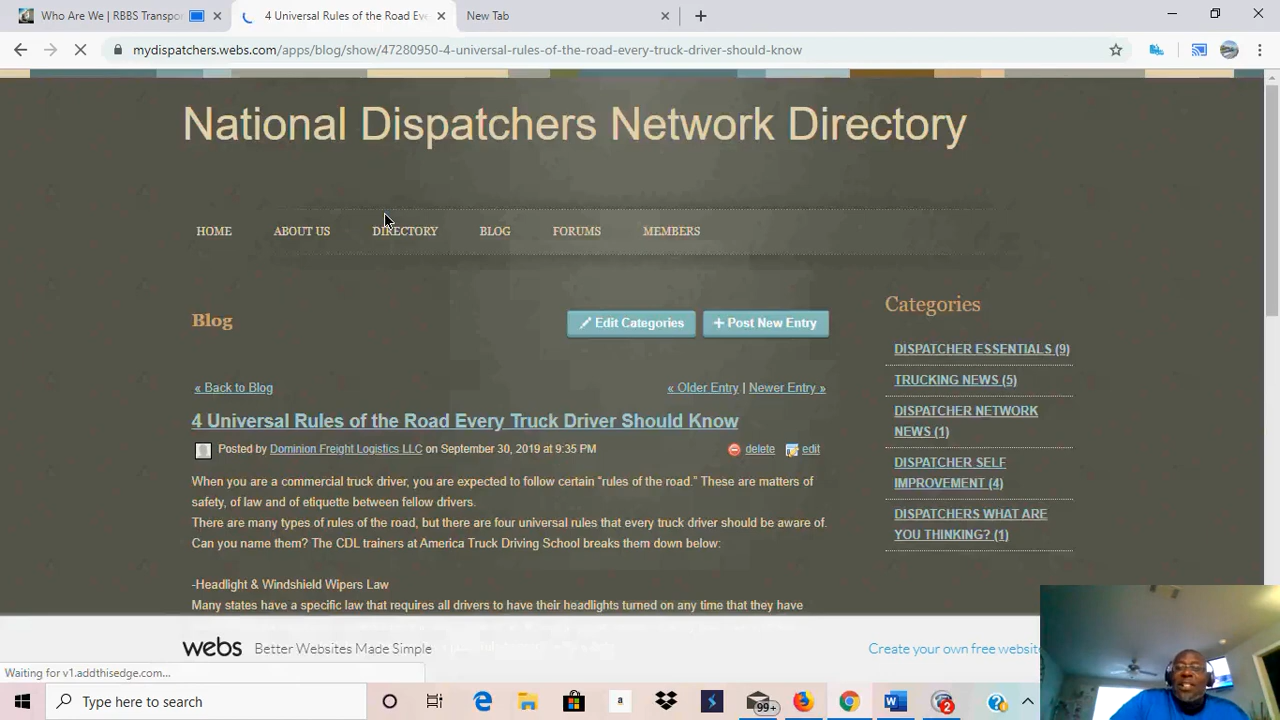 Who Are We | RBBS Transpor
4 Universal Rules of the Road Eve
New Tab
mydispatchers.webs.com/apps/blog/show/47280950-4-universal-rules-of-the-road-every-truck-driver-should-know
National Dispatchers Network Directory
HOME ABOUT US DIRECTORY BLOG FORUMS MEMBERS
Blog
Edit Categories
Post New Entry
« Back to Blog
« Older Entry | Newer Entry »
4 Universal Rules of the Road Every Truck Driver Should Know
Posted by Dominion Freight Logistics LLC on September 30, 2019 at 9:35 PM
delete
edit
When you are a commercial truck driver, you are expected to follow certain “rules of the road.” These are matters of
safety, of law and of etiquette between fellow drivers.
There are many types of rules of the road, but there are four universal rules that every truck driver should be aware of.
Can you name them? The CDL trainers at America Truck Driving School breaks them down below:
-Headlight & Windshield Wipers Law
Many states have a specific law that requires all drivers to have their headlights turned on any time that they have
Categories
DISPATCHER ESSENTIALS (9)
TRUCKING NEWS (5)
DISPATCHER NETWORK
NEWS (1)
DISPATCHER SELF
IMPROVEMENT (4)
DISPATCHERS WHAT ARE
YOU THINKING? (1)
webs
Better Websites Made Simple
Create your own free website
Waiting for v1.addthisedge.com...
Type here to search
a
99+
2